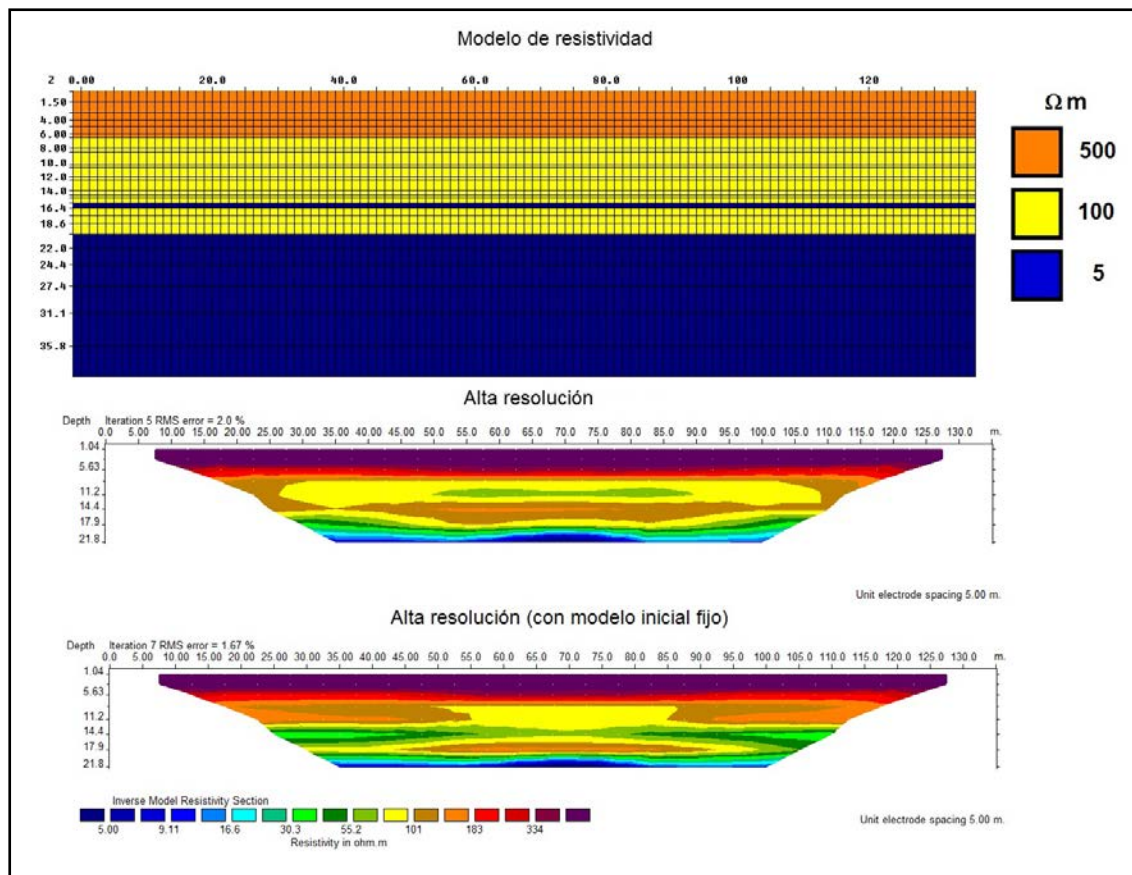 Modelo de resistividad
z 0.00 20.0 40.0 60.0 80.0 100 120
1.50
4.00
6.00
8.00
10.0
12.0
14.0
16.4
18.6
22.0
24.4
27.4
31.1
35.8
Ω m
500
100
5
Alta resolución
Depth Iteration 5 RMS error = 2.0 %
0.0 5.00 10.00 15.00 20.00 25.00 30.00 35.00 40.00 45.00 50.0 55.0 60.0 65.0 70.0 75.0 80.0 85.0 90.0 95.0 100.0 105.0 110.0 115.0 120.0 125.0 130.0 m.
1.04
5.63
11.2
14.4
17.9
21.8
Unit electrode spacing 5.00 m.
Alta resolución (con modelo inicial fijo)
Depth Iteration 7 RMS error = 1.67 %
0.0 5.00 10.00 15.00 20.00 25.00 30.00 35.00 40.00 45.00 50.0 55.0 60.0 65.0 70.0 75.0 80.0 85.0 90.0 95.0 100.0 105.0 110.0 115.0 120.0 125.0 130.0 m.
1.04
5.63
11.2
14.4
17.9
21.8
Inverse Model Resistivity Section
5.00 9.11 16.6 30.3 55.2 101 183 334
Resistivity in ohm.m
Unit electrode spacing 5.00 m.